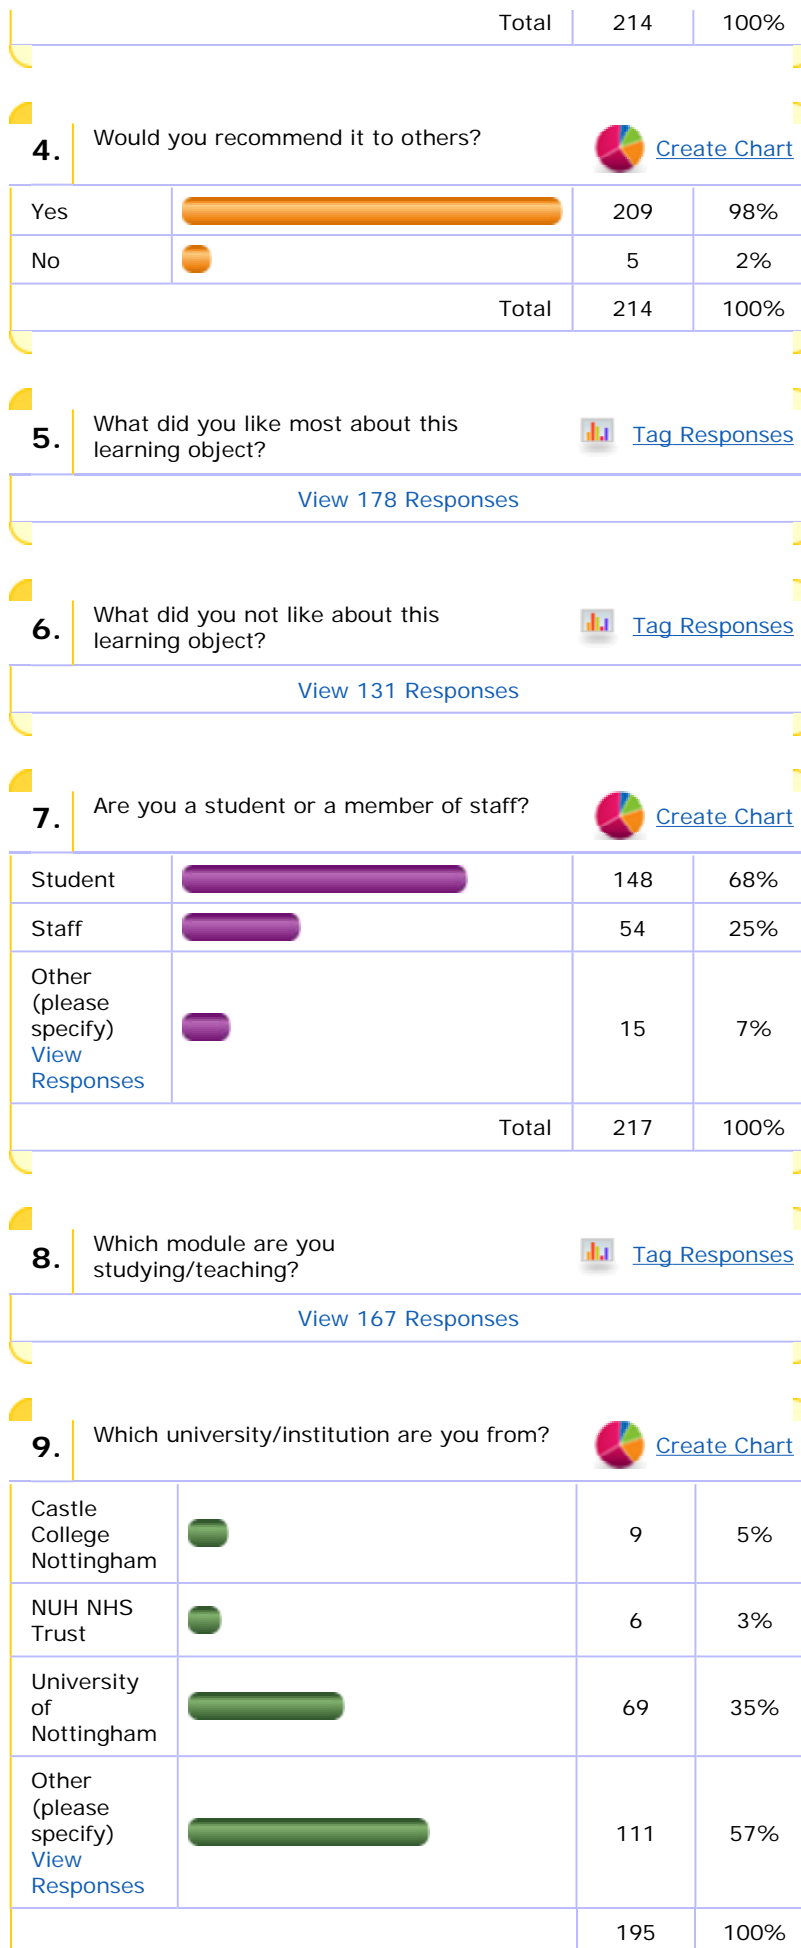 Total 214 100%
4. Would you recommend it to others? Create Chart
Yes 209 98%
No 5 2%
Total 214 100%
5. What did you like most about this
learning object? Tag Responses
View 178 Responses
6. What did you not like about this
learning object? Tag Responses
View 131 Responses
7. Are you a student or a member of staff? Create Chart
Student 148 68%
Staff 54 25%
Other
(please
specify) 15 7%
View
Responses
Total 217 100%
8. Which module are you
studying/teaching? Tag Responses
View 167 Responses
9. Which university/institution are you from? Create Chart
Castle
College 9 5%
Nottingham
NUH NHS
Trust 6 3%
University
of 69 35%
Nottingham
Other
(please
specify) 111 57%
View
Responses
195 100%